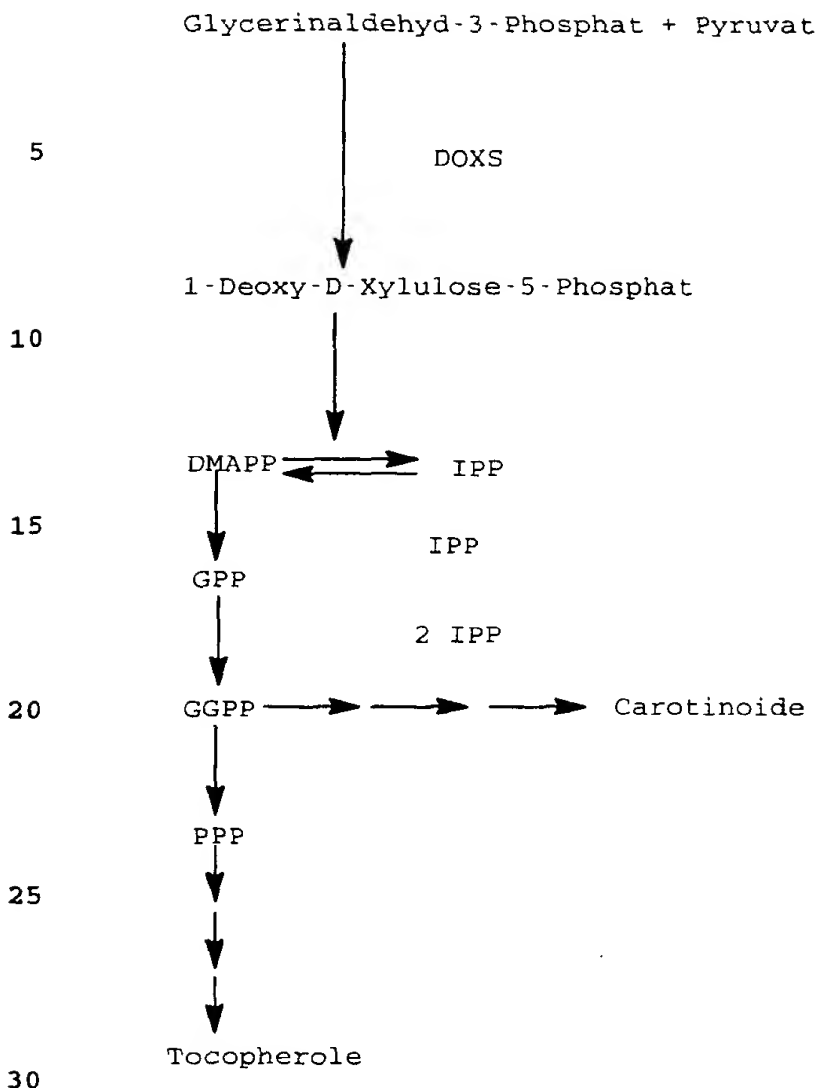 Glycerinaldehyd-3-Phosphat + Pyruvat
5 DOXS
1-Deoxy-D-Xylulose-5-Phosphat
10
DMAPP IPP
15
IPP
GPP
2 IPP
20 GGPP Carotinoide
PPP
25
Tocopherole
30